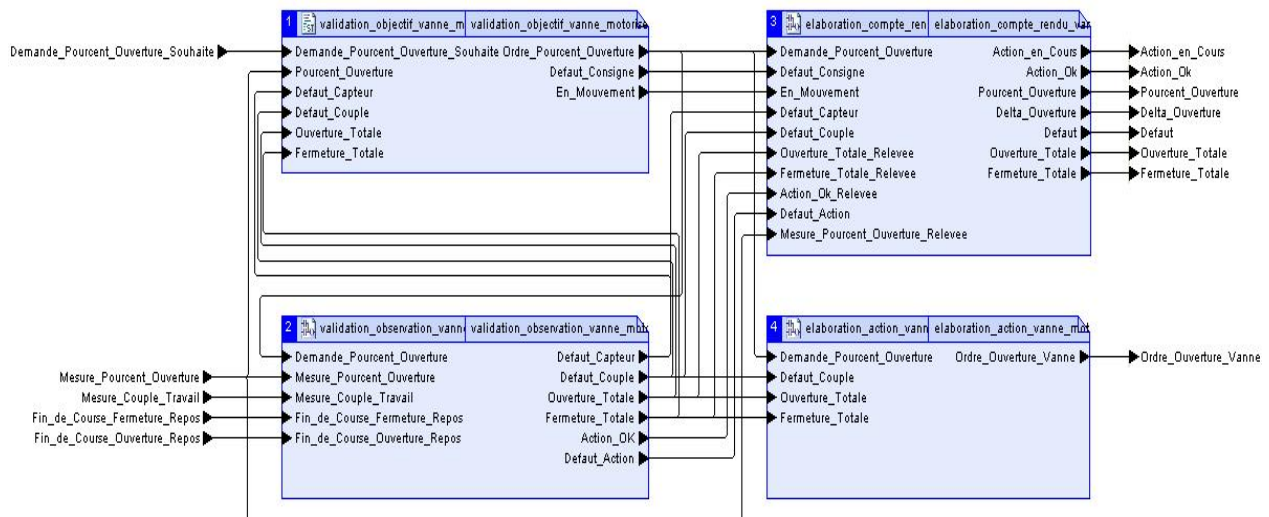 1 validation_objectif_vanne_m validation_objectif_vanne_motorise
Demande_Pourcent_Ouverture_Souhaite
Demande_Pourcent_Ouverture_Souhaite Ordre_Pourcent_Ouverture
Pourcent_Ouverture Defaut_Consigne
Defaut_Capteur En_Mouvement
Defaut_Couple
Ouverture_Totale
Fermeture_Totale
3 elaboration_compte_ren elaboration_compte_rendu_van
Demande_Pourcent_Ouverture Action_en_Cours Action_en_Cours
Defaut_Consigne Action_Ok Action_Ok
En_Mouvement Pourcent_Ouverture Pourcent_Ouverture
Defaut_Capteur Delta_Ouverture Delta_Ouverture
Defaut_Couple Defaut Defaut
Ouverture_Totale_Relevee Ouverture_Totale Ouverture_Totale
Fermeture_Totale_Relevee Fermeture_Totale Fermeture_Totale
Action_Ok_Relevee
Defaut_Action
Mesure_Pourcent_Ouverture_Relevee
2 validation_observation_vanne validation_observation_vanne_moto
Demande_Pourcent_Ouverture Defaut_Capteur
Mesure_Pourcent_Ouverture Mesure_Pourcent_Ouverture Defaut_Couple
Mesure_Couple_Travail Mesure_Couple_Travail Ouverture_Totale
Fin_de_Course_Fermeture_Repos Fin_de_Course_Fermeture_Repos Fermeture_Totale
Fin_de_Course_Ouverture_Repos Fin_de_Course_Ouverture_Repos Action_OK
Defaut_Action
4 elaboration_action_vann elaboration_action_vanne_mot
Demande_Pourcent_Ouverture Ordre_Ouverture_Vanne Ordre_Ouverture_Vanne
Defaut_Couple
Ouverture_Totale
Fermeture_Totale